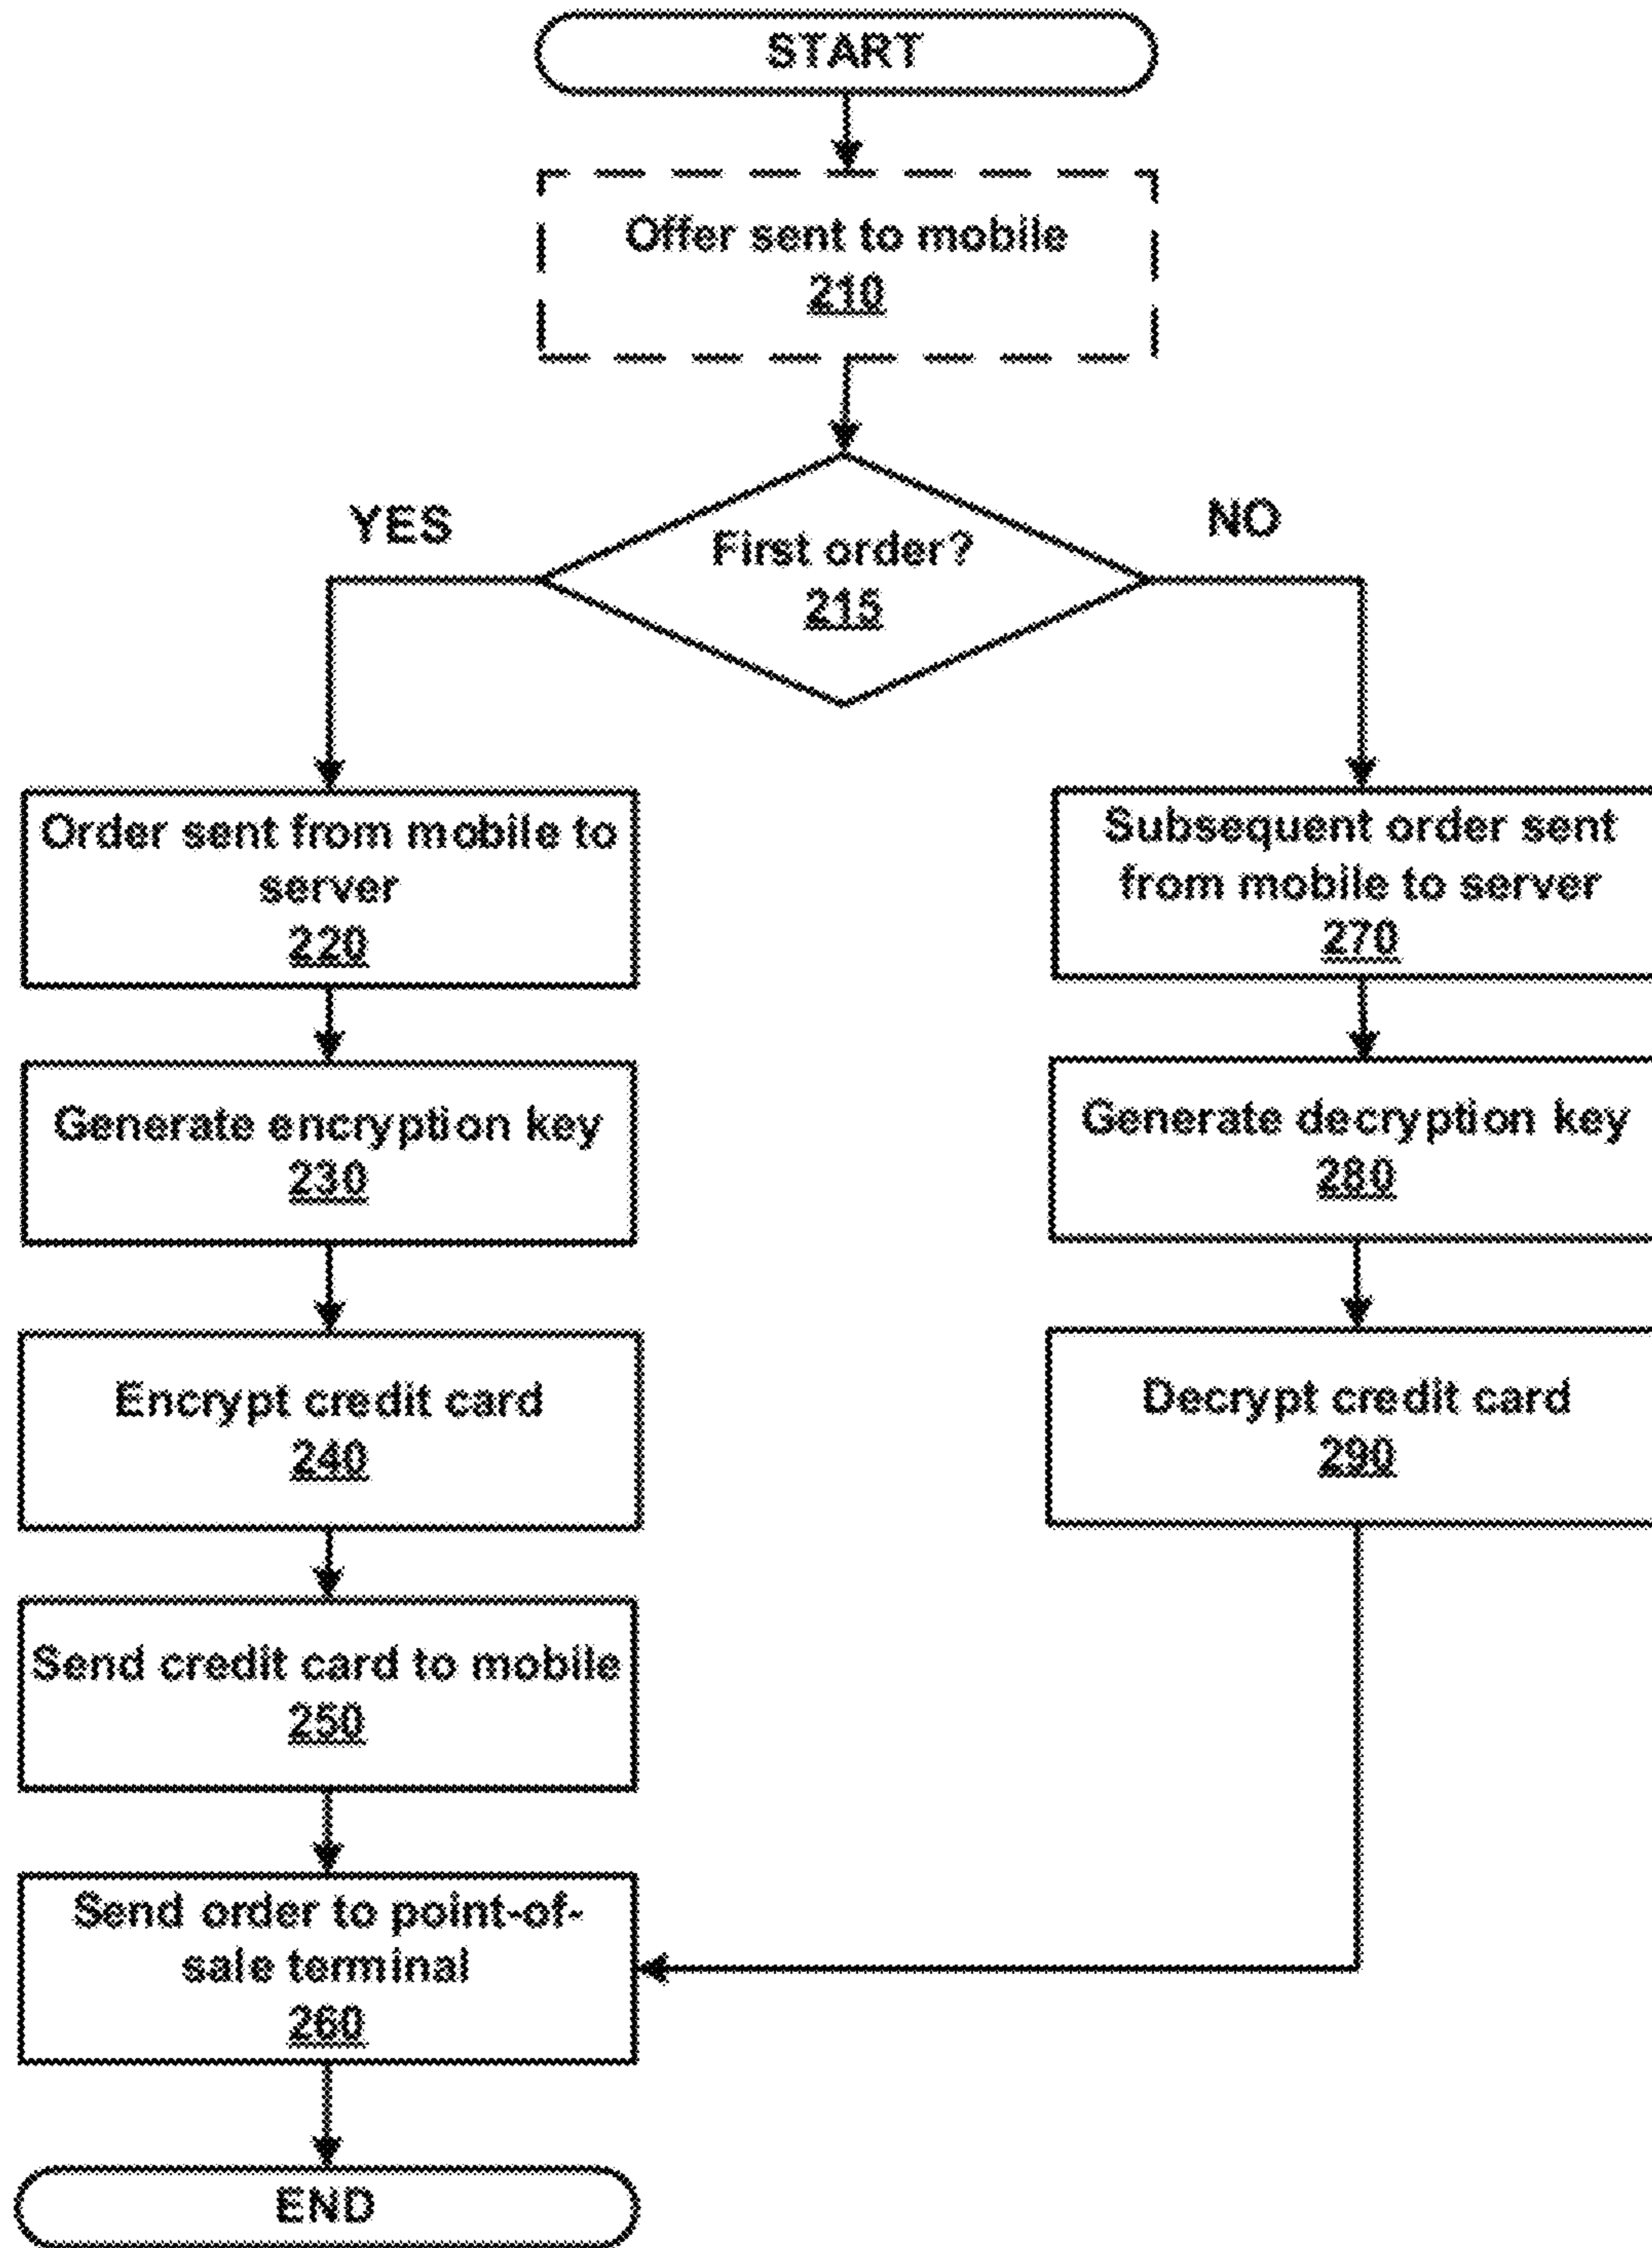 START
Offer sent to mobile
210
First order?
215
YES
NO
Order sent from mobile to
server
220
Generate encryption key
230
Encrypt credit card
240
Send credit card to mobile
250
Send order to point-of-
sale terminal
260
END
Subsequent order sent
from mobile to server
270
Generate decryption key
280
Decrypt credit card
290